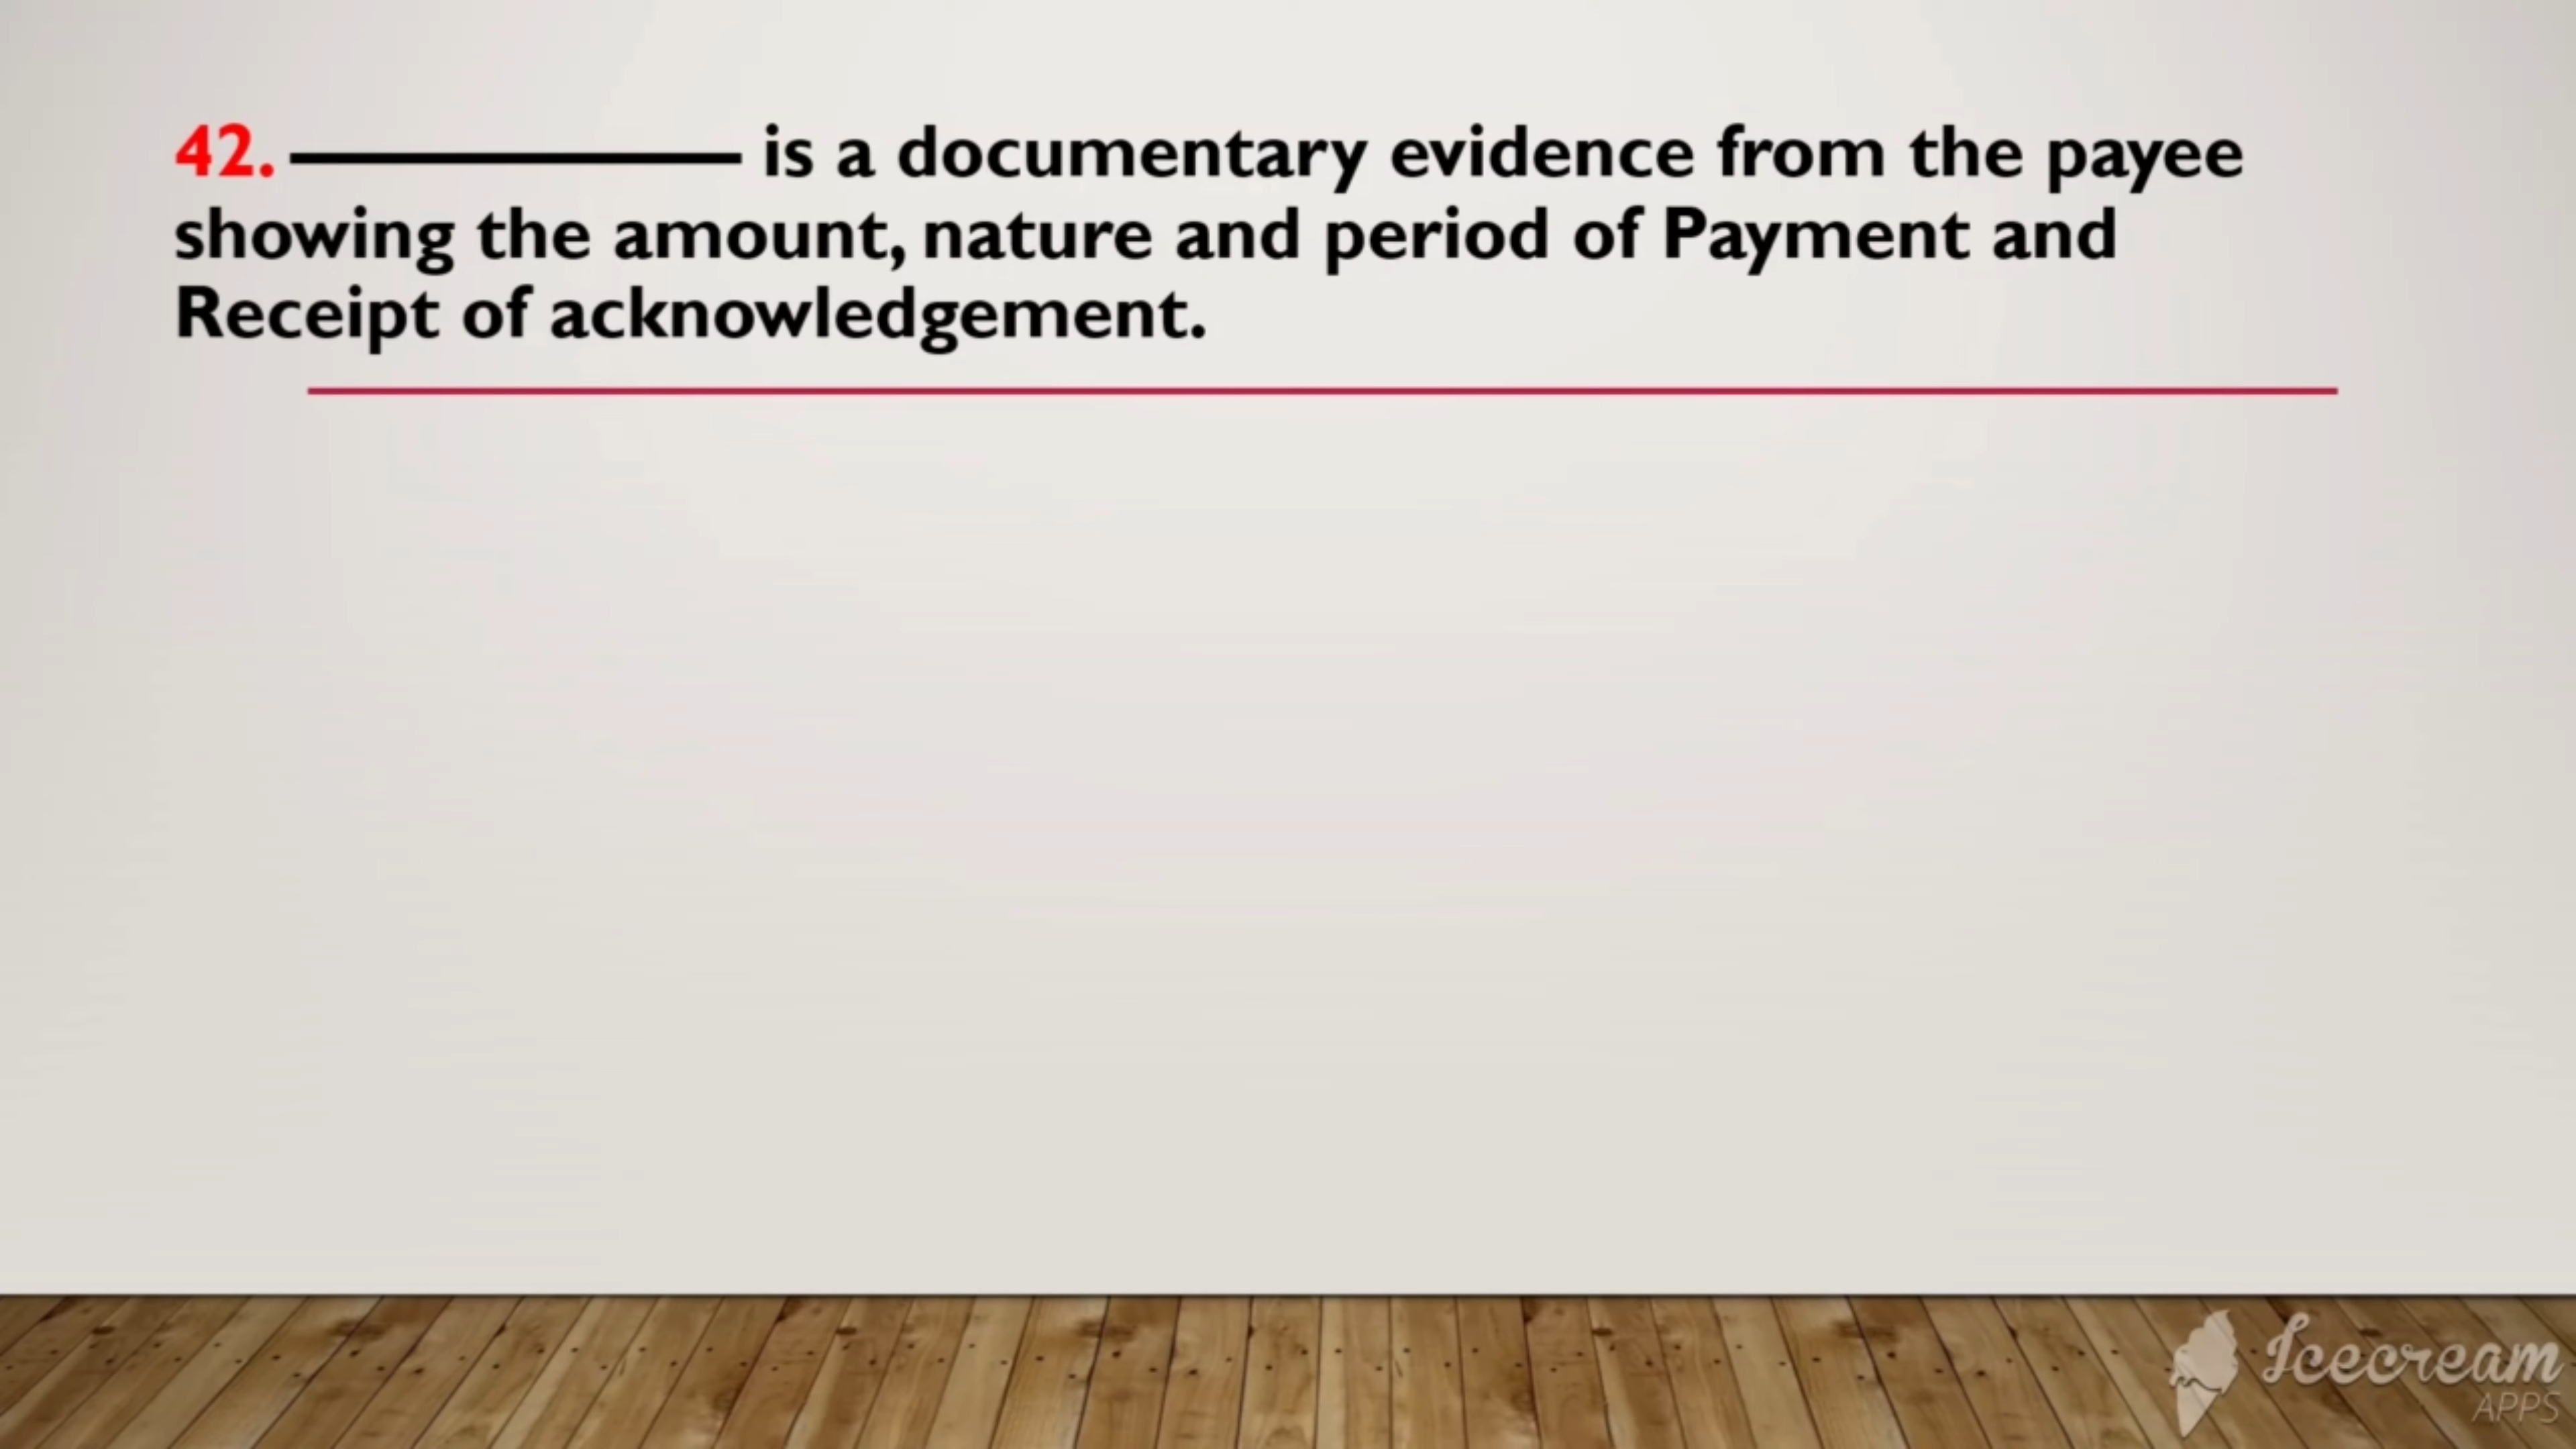 42. ——————— is a documentary evidence from the payee
showing the amount, nature and period of Payment and
Receipt of acknowledgement.
Icecream
APPS